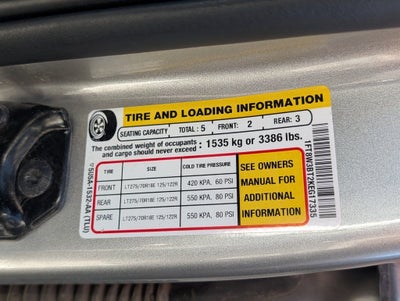 TIRE AND LOADING INFORMATION
SEATING CAPACITY TOTAL : 5 FRONT: 2 REAR: 3
The combined weight of occupants
and cargo should never exceed : 1535 kg or 3386 lbs.
TIRE SIZE COLD TIRE PRESSURE
FRONT LT275/70R18E 125/122R 420 KPA, 60 PSI
REAR LT275/70R18E 125/122R 550 KPA, 80 PSI
SPARE LT275/70R18E 125/122R 550 KPA, 80 PSI
SEE OWNERS
MANUAL FOR
ADDITIONAL
INFORMATION